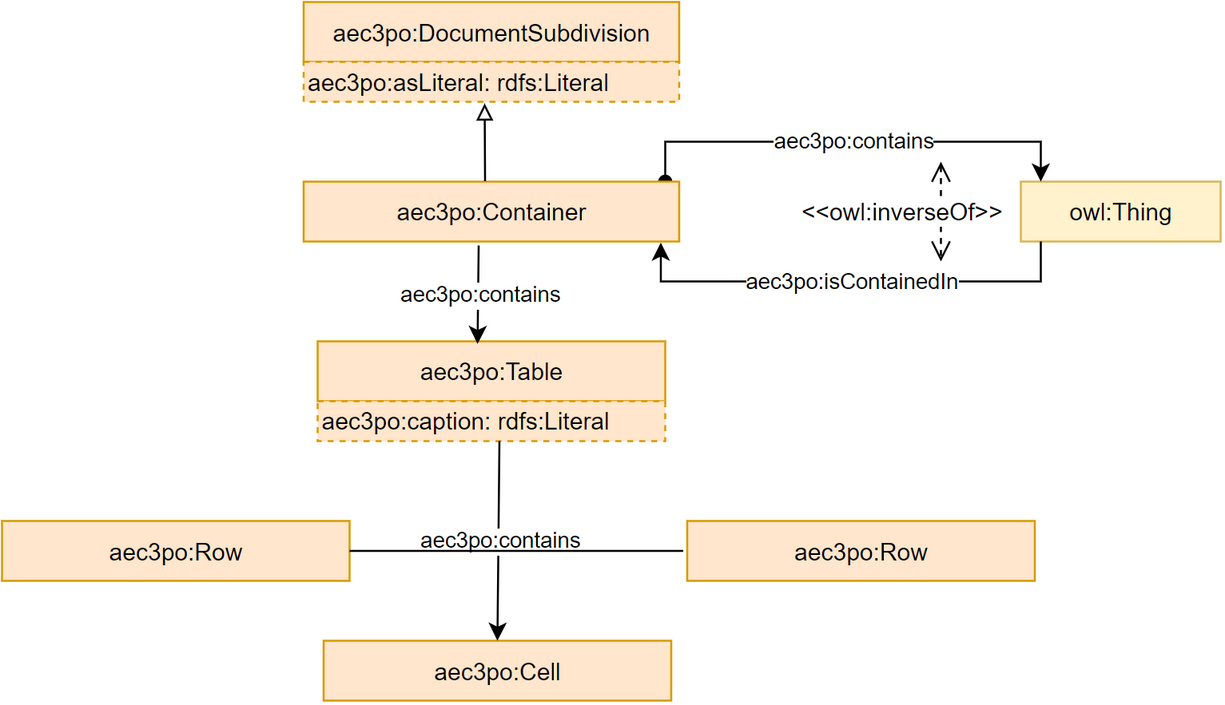 aec3po:DocumentSubdivision
aec3po:asLiteral: rdfs:Literal
aec3po:contains
aec3po:Container
<<owl:inverseOf>>
owl:Thing
aec3po:isContainedIn
aec3po:contains
aec3po:Table
aec3po:caption: rdfs:Literal
aec3po:contains
aec3po:Row
aec3po:Row
aec3po:Cell